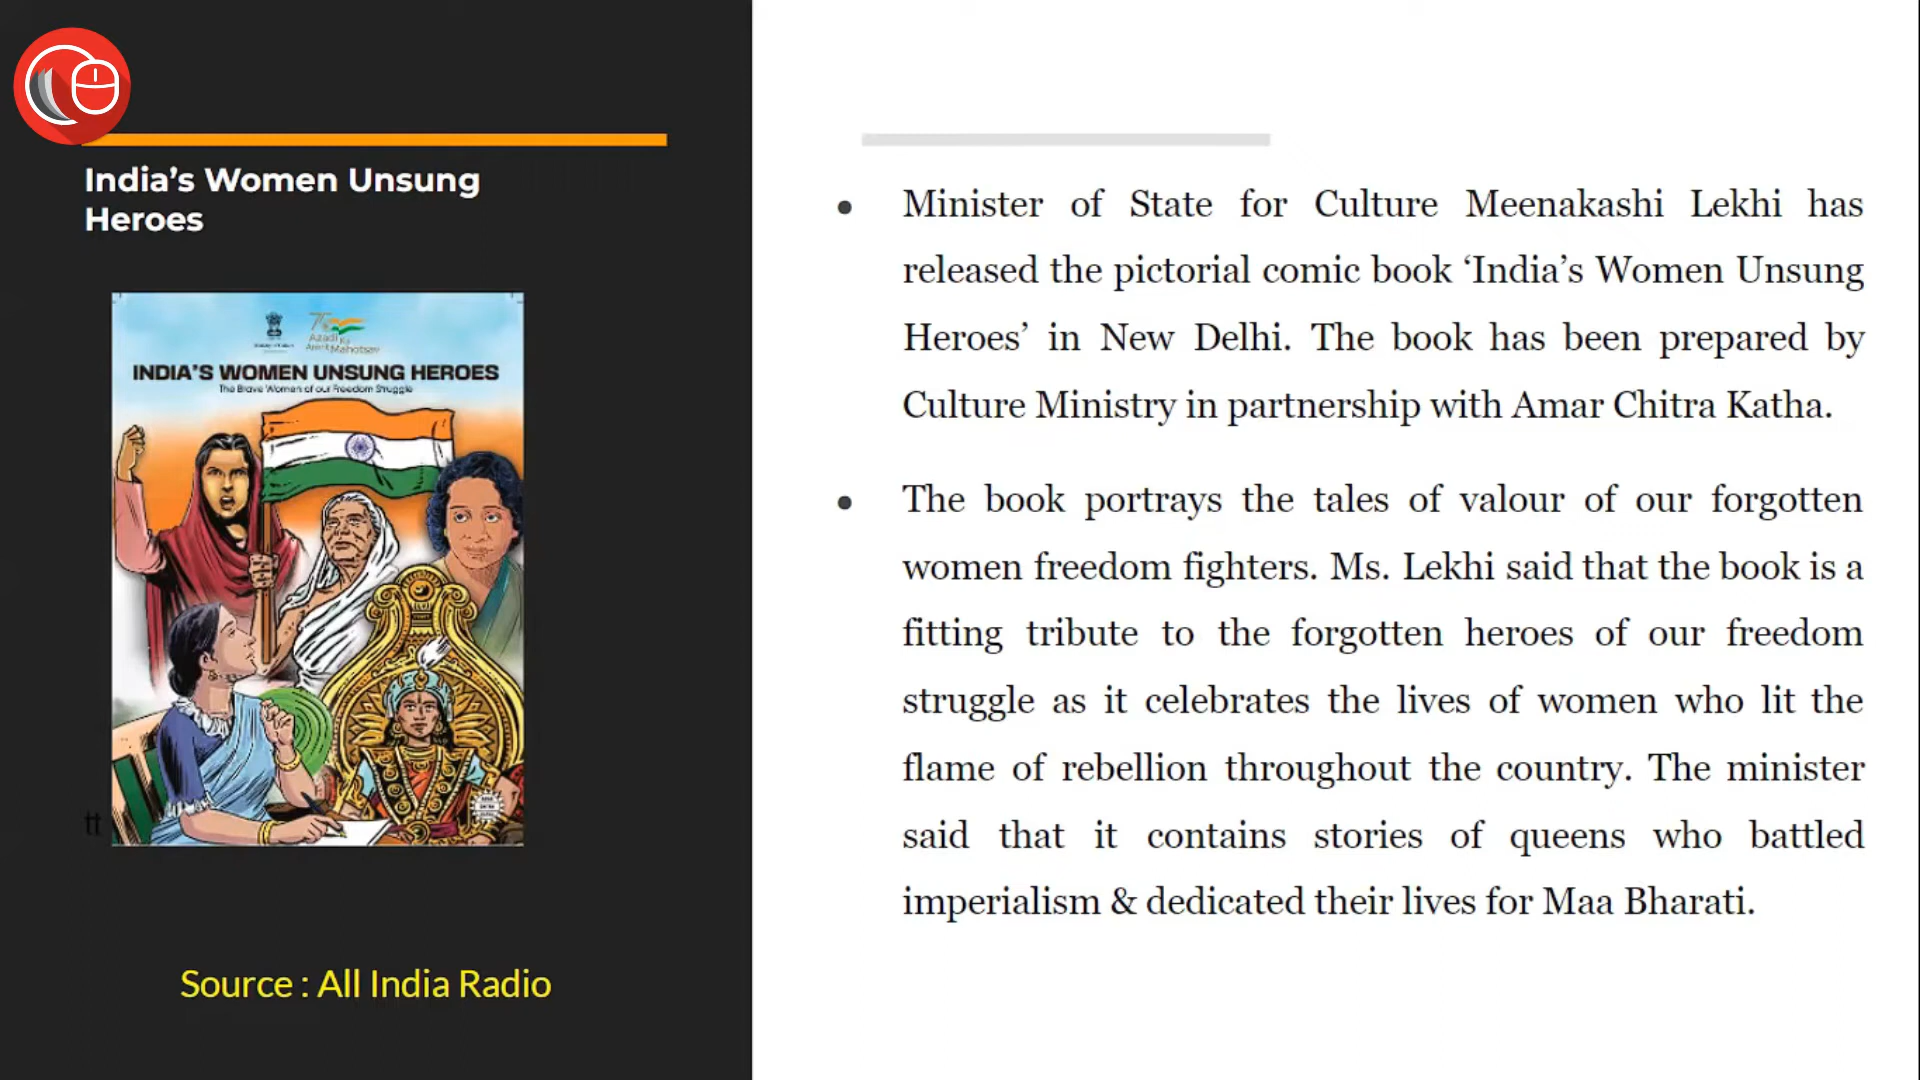 India’s Women Unsung
Heroes
75
Azadi Ka
Amrit Mahotsav
INDIA’S WOMEN UNSUNG HEROES
The Brave Women of our Freedom Struggle
tt
Source : All India Radio
Minister of State for Culture Meenakashi Lekhi has
released the pictorial comic book ‘India’s Women Unsung
Heroes’ in New Delhi. The book has been prepared by
Culture Ministry in partnership with Amar Chitra Katha.
The book portrays the tales of valour of our forgotten
women freedom fighters. Ms. Lekhi said that the book is a
fitting tribute to the forgotten heroes of our freedom
struggle as it celebrates the lives of women who lit the
flame of rebellion throughout the country. The minister
said that it contains stories of queens who battled
imperialism & dedicated their lives for Maa Bharati.